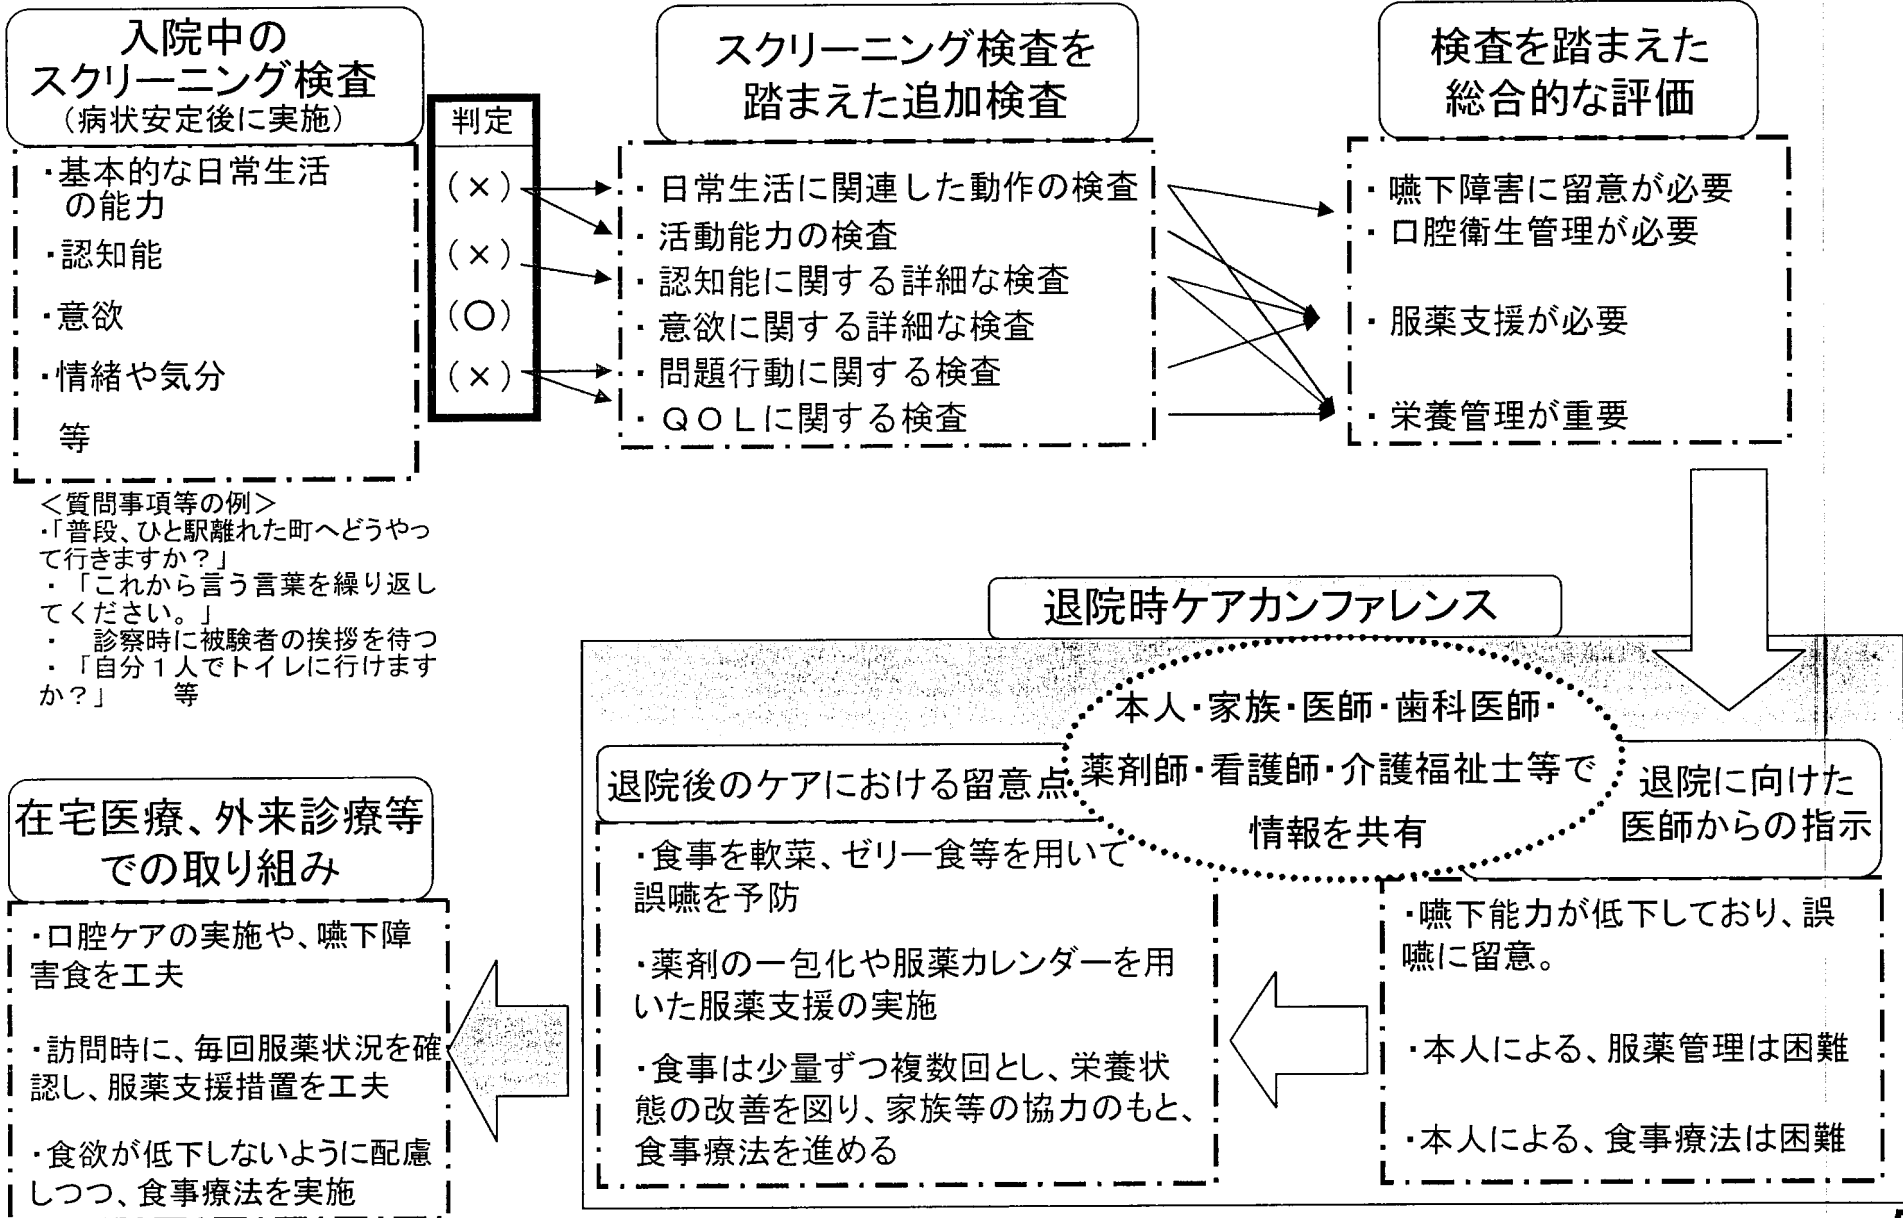 入院中の
スクリーニング検査
（病状安定後に実施）
・基本的な日常生活
の能力
・認知能
・意欲
・情緒や気分
等
判定
（×）
（×）
（○）
（×）
スクリーニング検査を
踏まえた追加検査
・日常生活に関連した動作の検査
・活動能力の検査
・認知能に関する詳細な検査
・意欲に関する詳細な検査
・問題行動に関する検査
・ＱＯＬに関する検査
検査を踏まえた
総合的な評価
・嚥下障害に留意が必要
・口腔衛生管理が必要
・服薬支援が必要
・栄養管理が重要
＜質問事項等の例＞
・「普段、ひと駅離れた町へどうやっ
て行きますか？」
・「これから言う言葉を繰り返し
てください。」
・　診察時に被験者の挨拶を待つ
・「自分１人でトイレに行けます
か？」　　等
退院時ケアカンファレンス
本人・家族・医師・歯科医師・
薬剤師・看護師・介護福祉士等で
情報を共有
退院に向けた
医師からの指示
・嚥下能力が低下しており、誤
嚥に留意。
・本人による、服薬管理は困難
・本人による、食事療法は困難
退院後のケアにおける留意点
・食事を軟菜、ゼリー食等を用いて
誤嚥を予防
・薬剤の一包化や服薬カレンダーを用
いた服薬支援の実施
・食事は少量ずつ複数回とし、栄養状
態の改善を図り、家族等の協力のもと、
食事療法を進める
在宅医療、外来診療等
での取り組み
・口腔ケアの実施や、嚥下障
害食を工夫
・訪問時に、毎回服薬状況を確
認し、服薬支援措置を工夫
・食欲が低下しないように配慮
しつつ、食事療法を実施